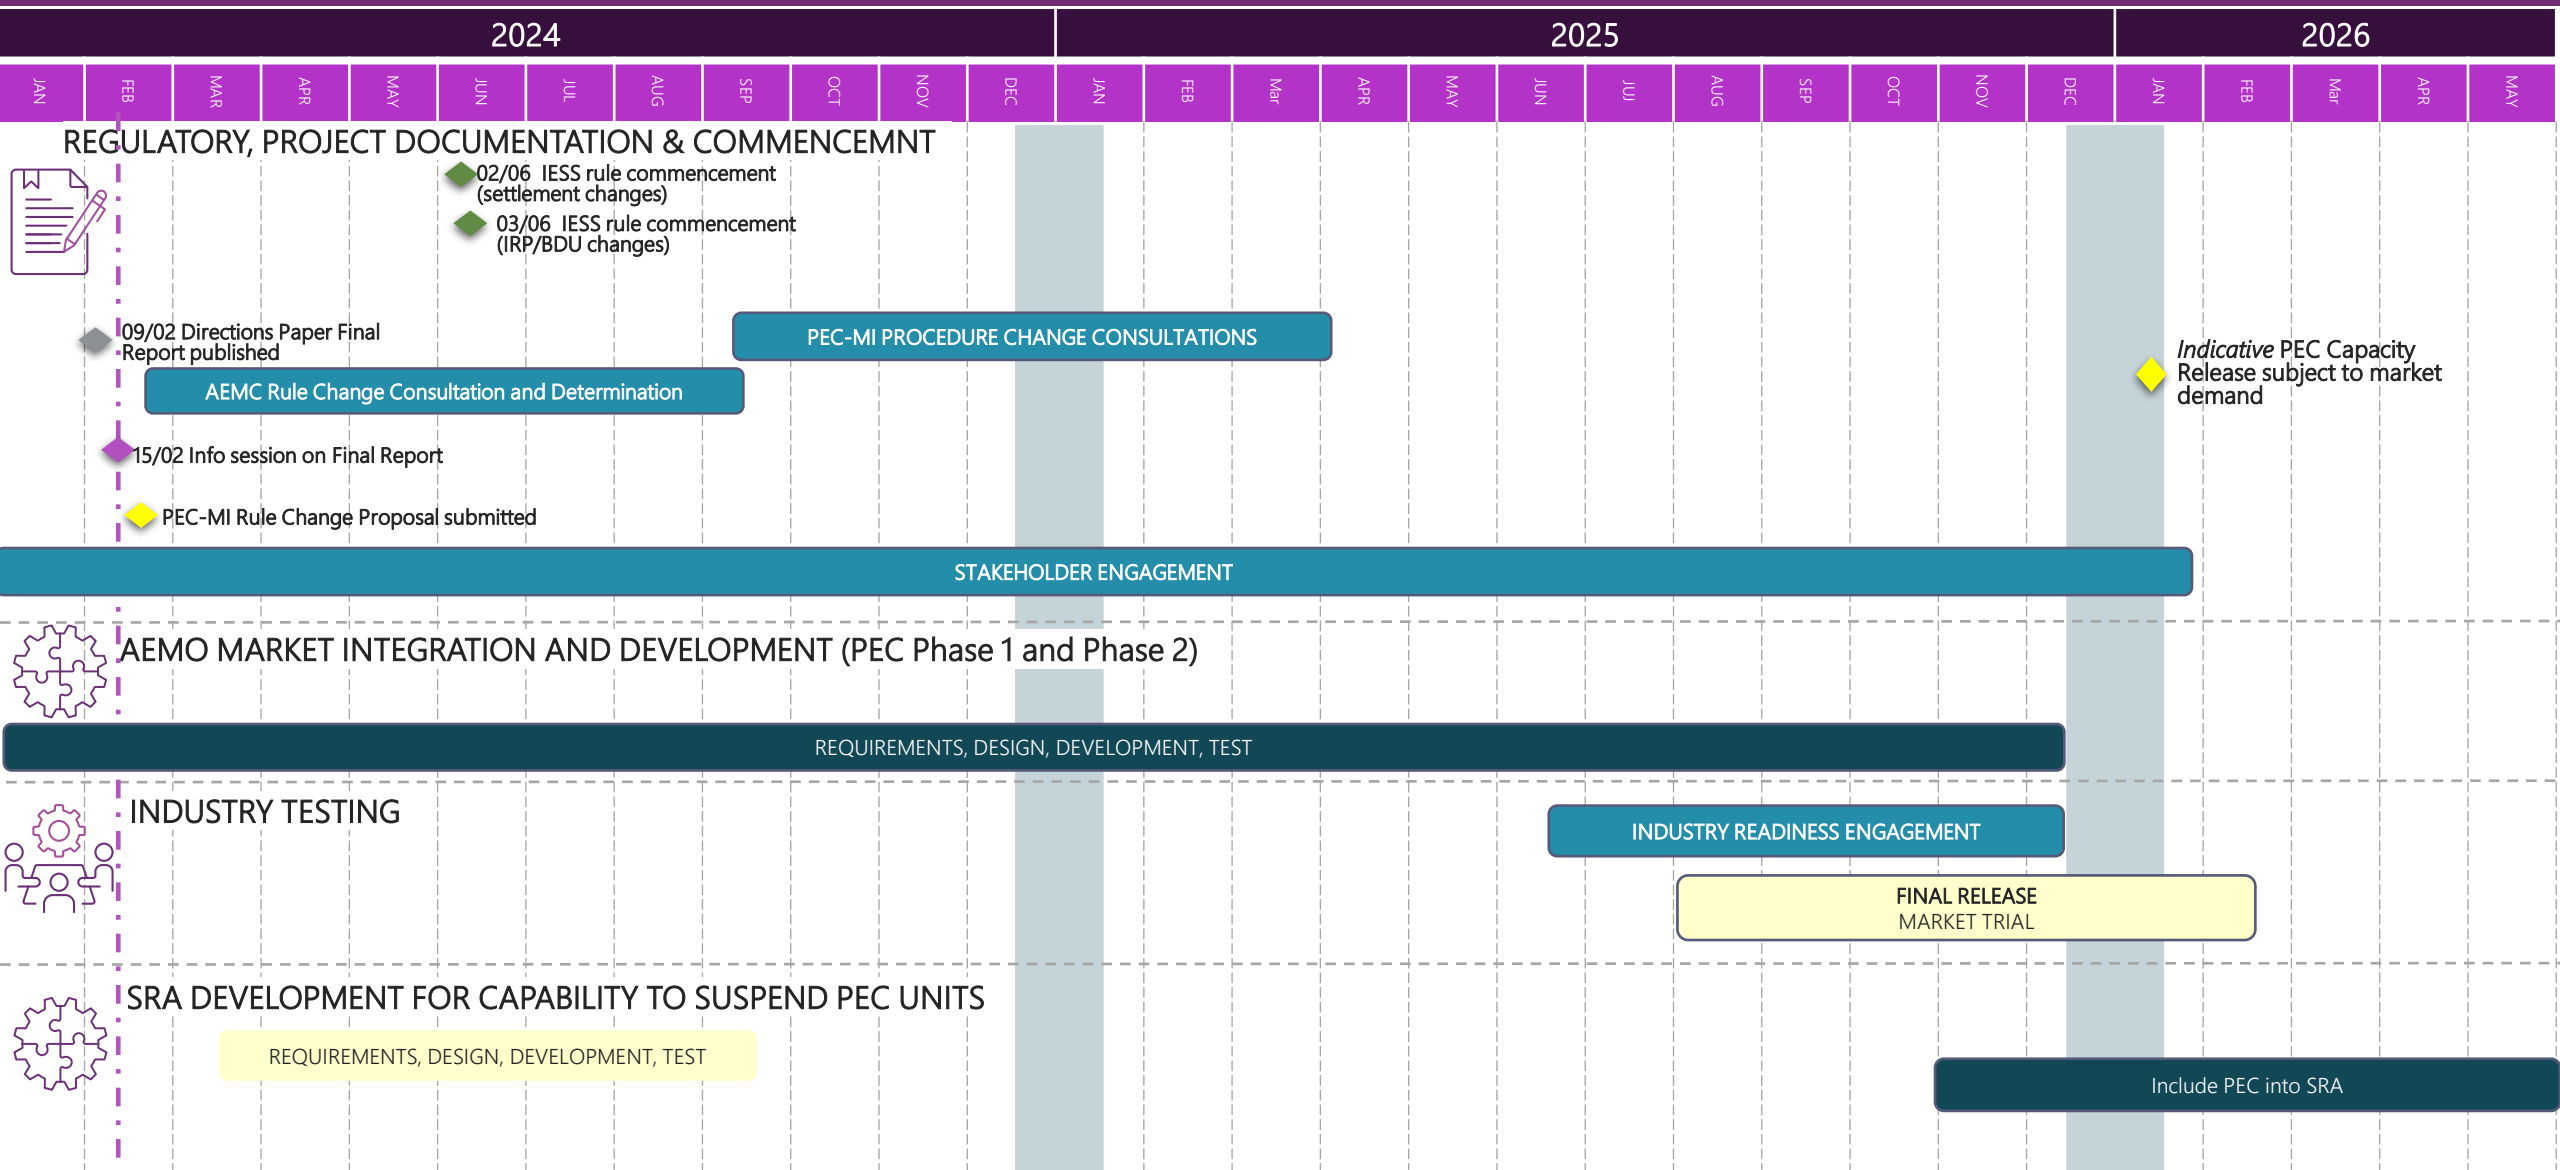 2024
2025
2026
JAN
FEB
MAR
APR
MAY
JUN
JUL
AUG
SEP
OCT
NOV
DEC
JAN
FEB
Mar
APR
MAY
JUN
JUJ
AUG
SEP
OCT
NOV
DEC
JAN
FEB
Mar
APR
MAY
REGULATORY, PROJECT DOCUMENTATION & COMMENCEMNT
02/06 IESS rule commencement
(settlement changes)
03/06 IESS rule commencement
(IRP/BDU changes)
09/02 Directions Paper Final
Report published
PEC-MI PROCEDURE CHANGE CONSULTATIONS
Indicative PEC Capacity
Release subject to market
demand
AEMC Rule Change Consultation and Determination
15/02 Info session on Final Report
PEC-MI Rule Change Proposal submitted
STAKEHOLDER ENGAGEMENT
AEMO MARKET INTEGRATION AND DEVELOPMENT (PEC Phase 1 and Phase 2)
REQUIREMENTS, DESIGN, DEVELOPMENT, TEST
INDUSTRY TESTING
INDUSTRY READINESS ENGAGEMENT
FINAL RELEASE
MARKET TRIAL
SRA DEVELOPMENT FOR CAPABILITY TO SUSPEND PEC UNITS
REQUIREMENTS, DESIGN, DEVELOPMENT, TEST
Include PEC into SRA